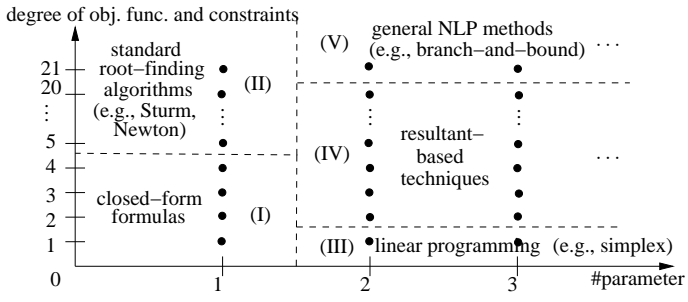 degree of obj. func. and constraints
standard
root−finding
algorithms
(e.g., Sturm,
Newton)
(II)
(V)
general NLP methods
(e.g., branch−and−bound)
...
21
20
...
5
4
3
2
1
0
(IV)
resultant−
based
techniques
...
closed−form
formulas
(I)
(III)
linear programming (e.g., simplex)
1
2
3
#parameter